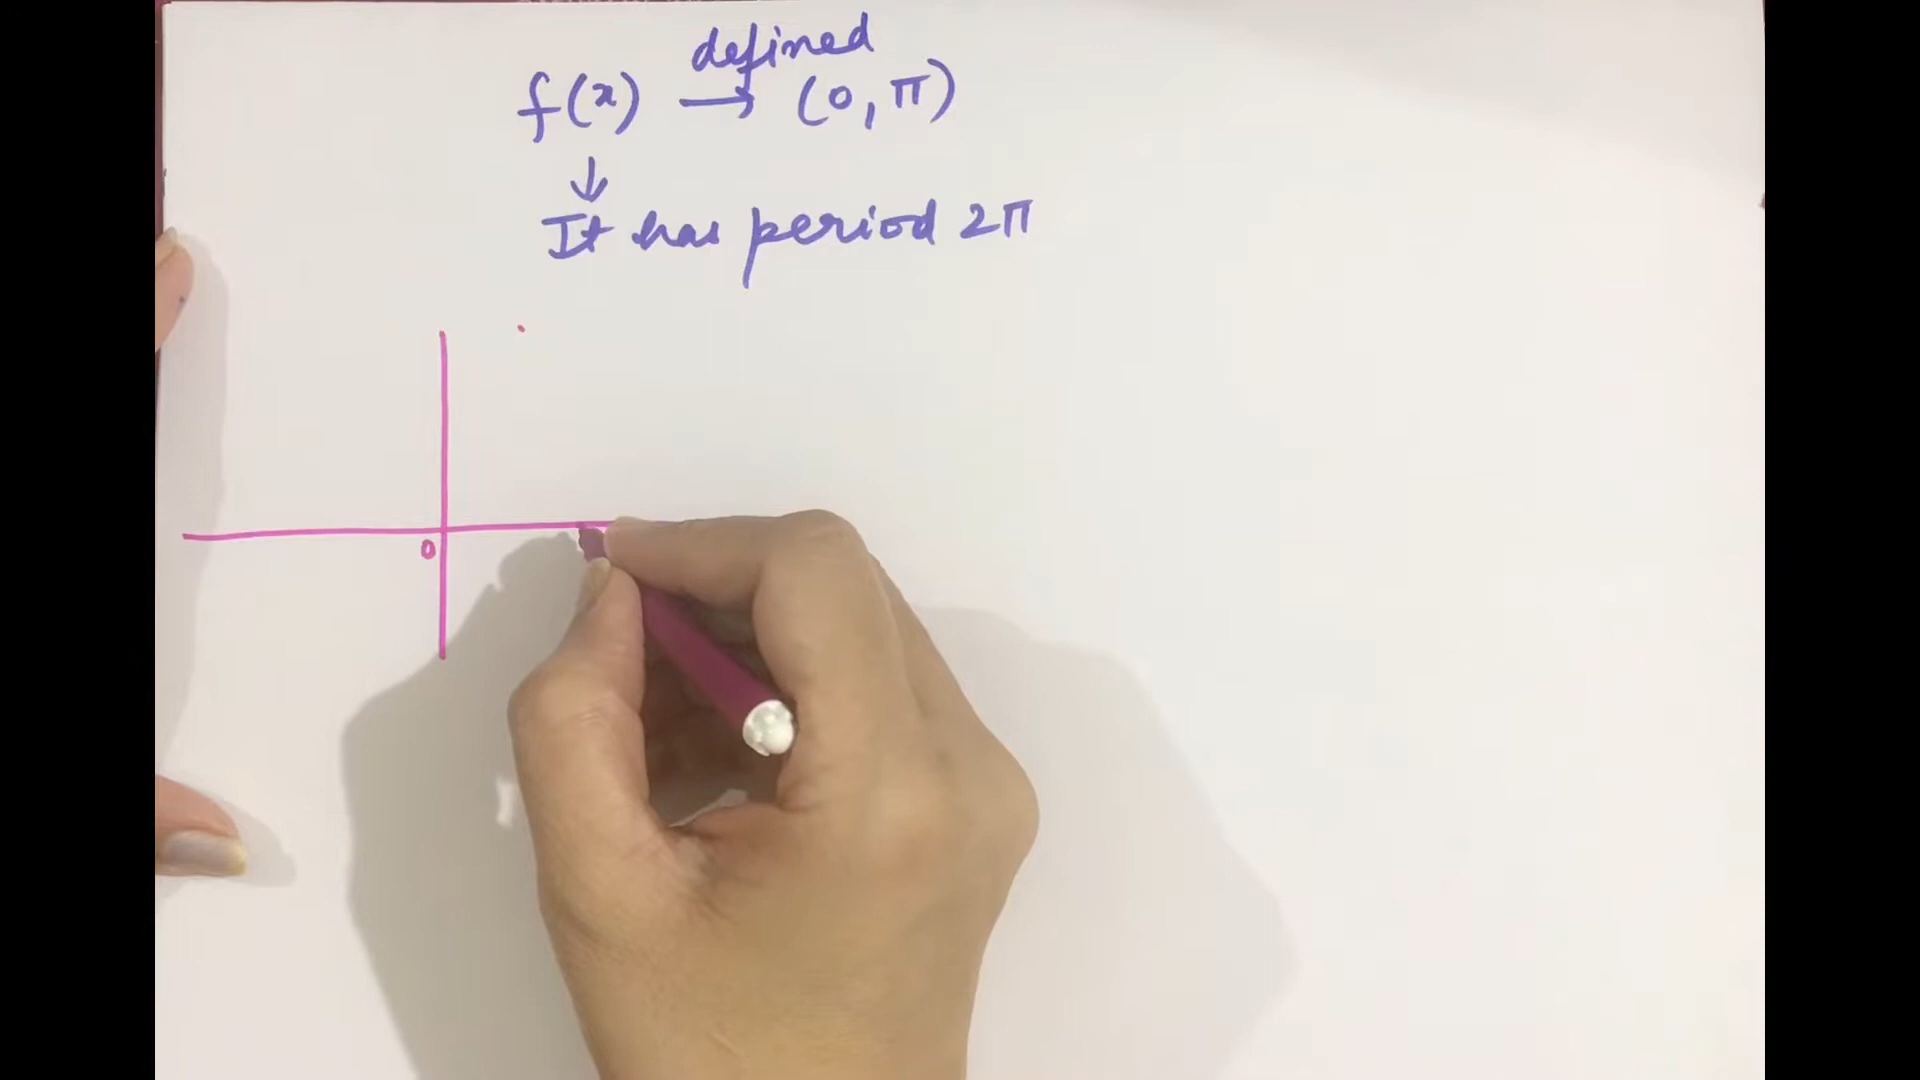 defined
f(x) → (0, π)
↓
It has period 2π
0